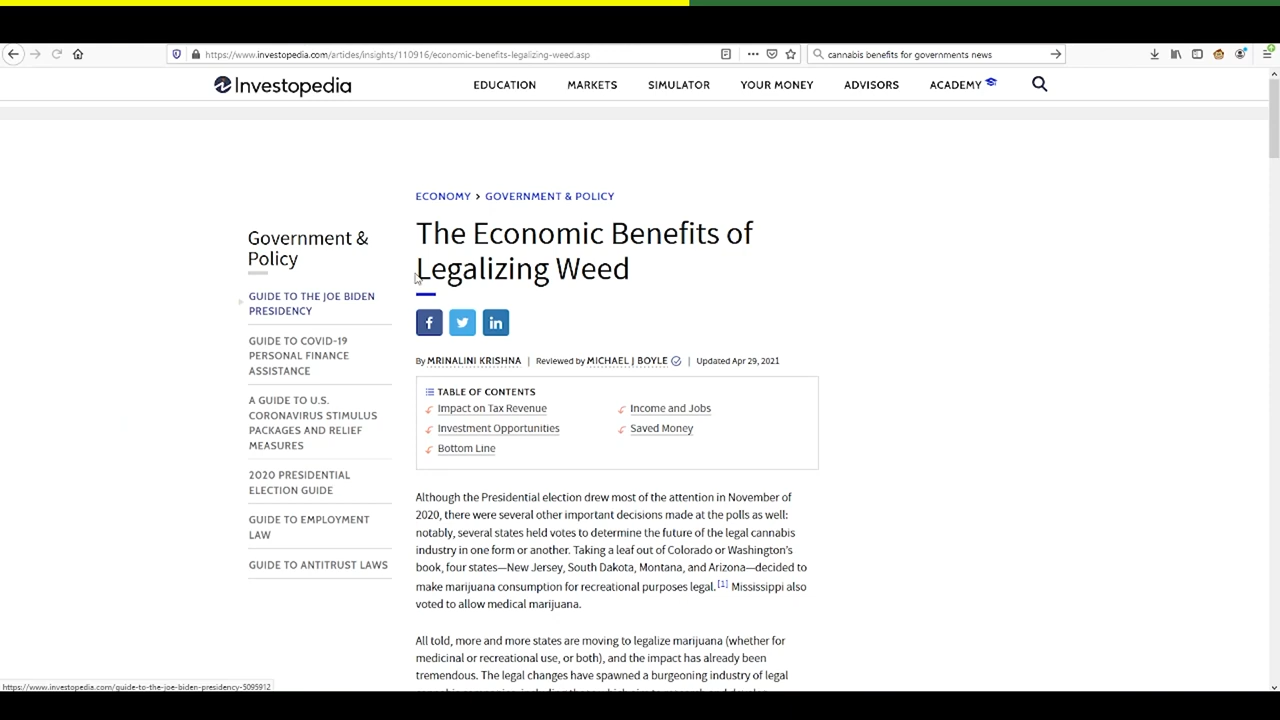 https://www.investopedia.com/articles/insights/110916/economic-benefits-legalizing-weed.asp
cannabis benefits for governments news
Investopedia
EDUCATION
MARKETS
SIMULATOR
YOUR MONEY
ADVISORS
ACADEMY
ECONOMY > GOVERNMENT & POLICY
The Economic Benefits of
Legalizing Weed
Government &
Policy
GUIDE TO THE JOE BIDEN
PRESIDENCY
GUIDE TO COVID-19
PERSONAL FINANCE
ASSISTANCE
A GUIDE TO U.S.
CORONAVIRUS STIMULUS
PACKAGES AND RELIEF
MEASURES
2020 PRESIDENTIAL
ELECTION GUIDE
GUIDE TO EMPLOYMENT
LAW
GUIDE TO ANTITRUST LAWS
By MRINALINI KRISHNA | Reviewed by MICHAEL J BOYLE | Updated Apr 29, 2021
TABLE OF CONTENTS
Impact on Tax Revenue
Income and Jobs
Investment Opportunities
Saved Money
Bottom Line
Although the Presidential election drew most of the attention in November of
2020, there were several other important decisions made at the polls as well:
notably, several states held votes to determine the future of the legal cannabis
industry in one form or another. Taking a leaf out of Colorado or Washington's
book, four states—New Jersey, South Dakota, Montana, and Arizona—decided to
make marijuana consumption for recreational purposes legal.[1] Mississippi also
voted to allow medical marijuana.
All told, more and more states are moving to legalize marijuana (whether for
medicinal or recreational use, or both), and the impact has already been
tremendous. The legal changes have spawned a burgeoning industry of legal
https://www.investopedia.com/guide-to-the-joe-biden-presidency-5095912